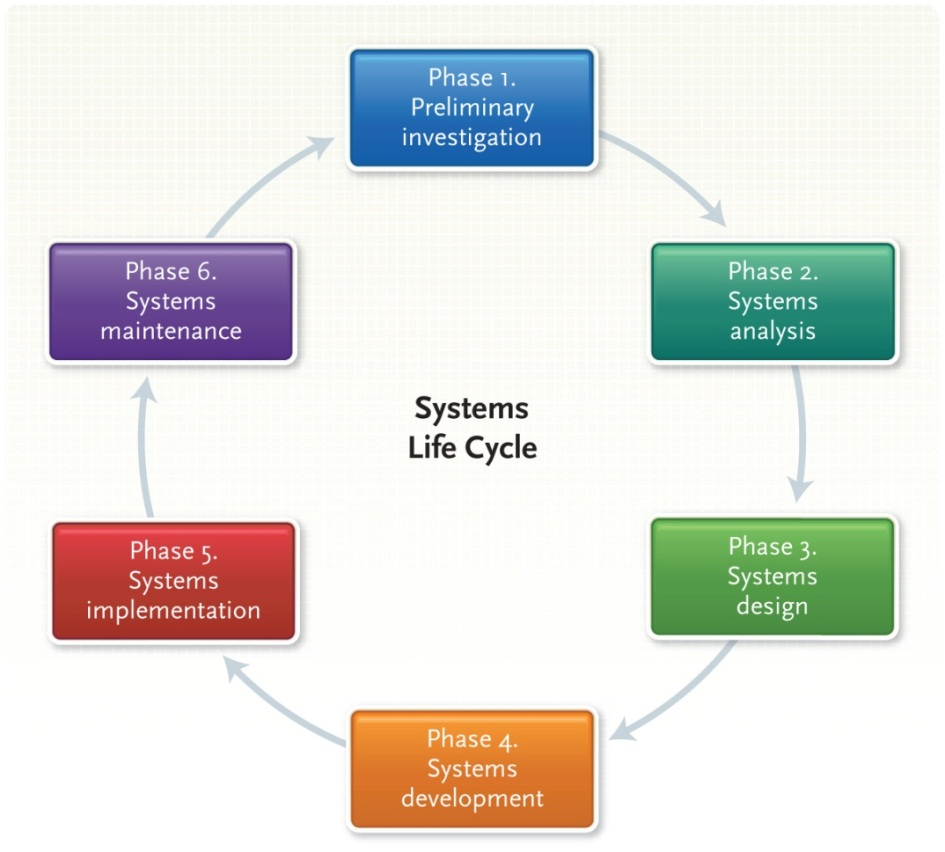 Phase 1.
Preliminary
investigation
Phase 2.
Systems
analysis
Phase 3.
Systems
design
Phase 4.
Systems
development
Phase 5.
Systems
implementation
Phase 6.
Systems
maintenance
Systems
Life Cycle